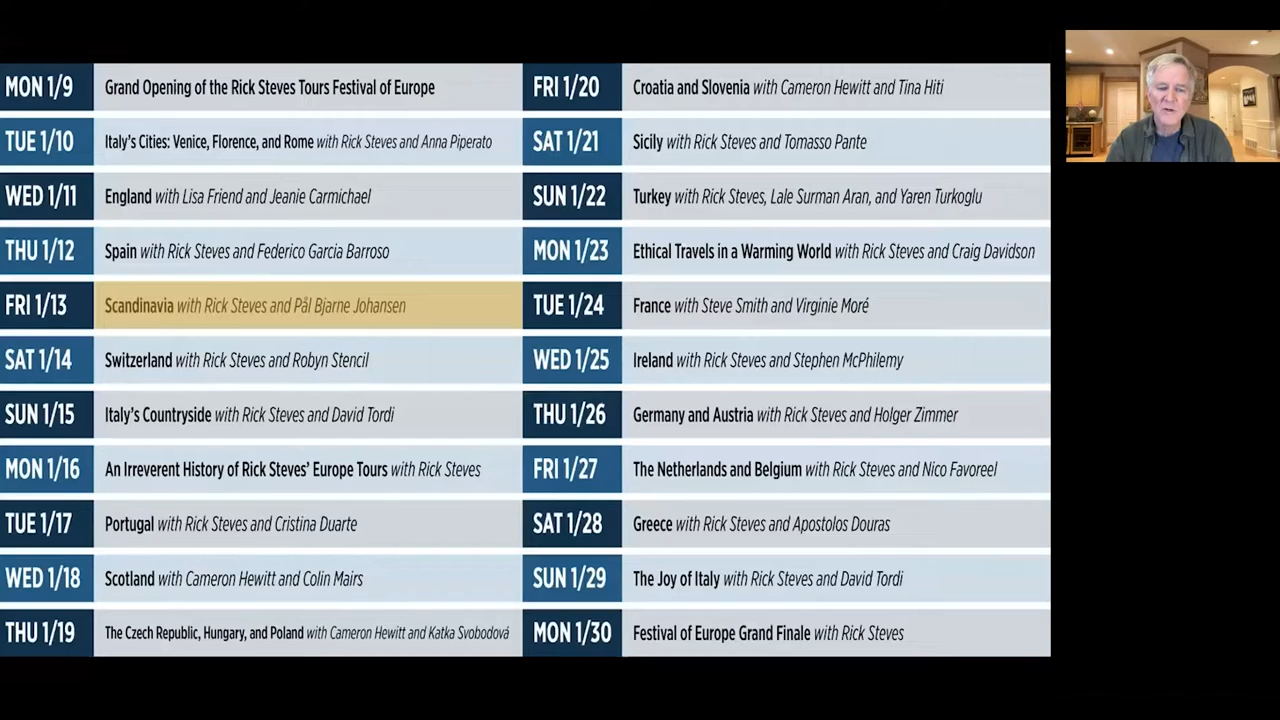 MON 1/9 Grand Opening of the Rick Steves Tours Festival of Europe
TUE 1/10 Italy's Cities: Venice, Florence, and Rome with Rick Steves and Anna Piperato
WED 1/11 England with Lisa Friend and Jeanie Carmichael
THU 1/12 Spain with Rick Steves and Federico Garcia Barroso
FRI 1/13 Scandinavia with Rick Steves and Pål Bjarne Johansen
SAT 1/14 Switzerland with Rick Steves and Robyn Stencil
SUN 1/15 Italy's Countryside with Rick Steves and David Tordi
MON 1/16 An Irreverent History of Rick Steves' Europe Tours with Rick Steves
TUE 1/17 Portugal with Rick Steves and Cristina Duarte
WED 1/18 Scotland with Cameron Hewitt and Colin Mairs
THU 1/19 The Czech Republic, Hungary, and Poland with Cameron Hewitt and Katka Svobodová
FRI 1/20 Croatia and Slovenia with Cameron Hewitt and Tina Hiti
SAT 1/21 Sicily with Rick Steves and Tomasso Pante
SUN 1/22 Turkey with Rick Steves, Lale Surman Aran, and Yaren Turkoglu
MON 1/23 Ethical Travels in a Warming World with Rick Steves and Craig Davidson
TUE 1/24 France with Steve Smith and Virginie Moré
WED 1/25 Ireland with Rick Steves and Stephen McPhilemy
THU 1/26 Germany and Austria with Rick Steves and Holger Zimmer
FRI 1/27 The Netherlands and Belgium with Rick Steves and Nico Favoreel
SAT 1/28 Greece with Rick Steves and Apostolos Douras
SUN 1/29 The Joy of Italy with Rick Steves and David Tordi
MON 1/30 Festival of Europe Grand Finale with Rick Steves